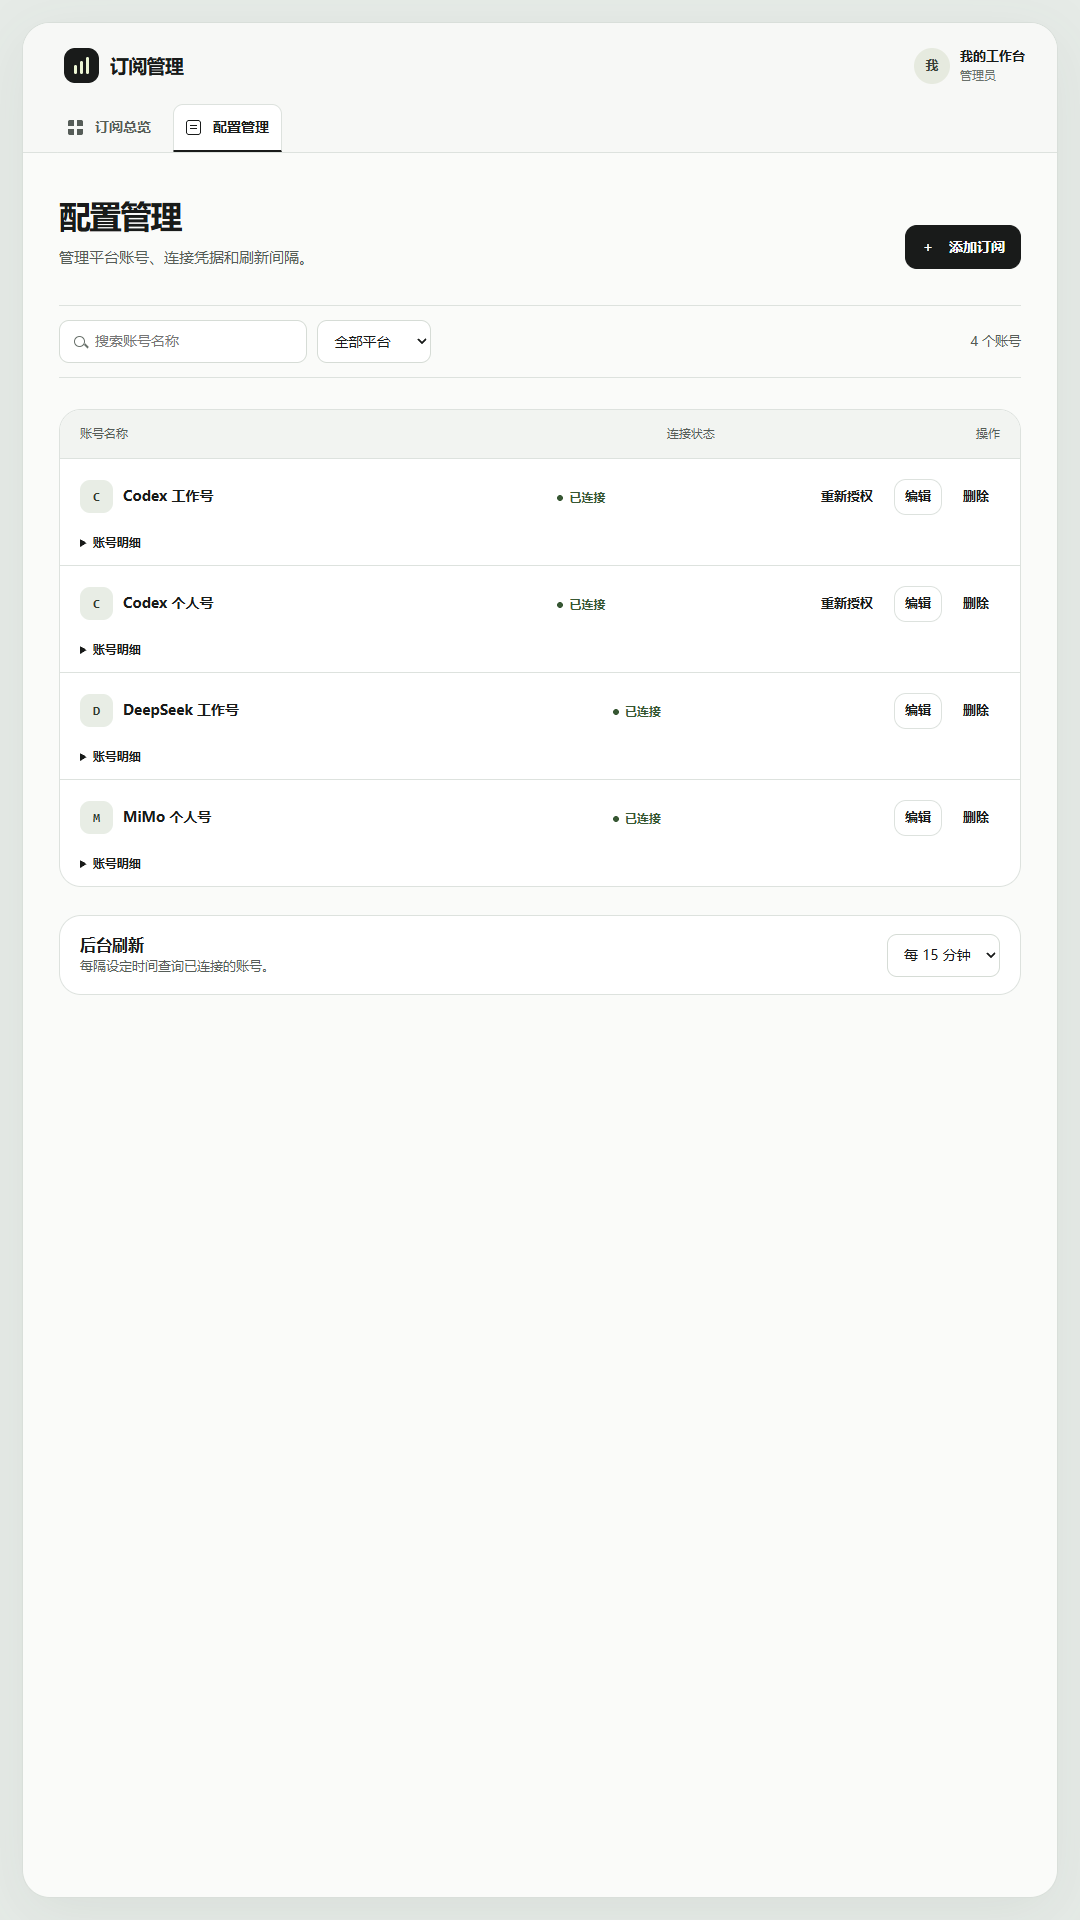 订阅管理
我
我的工作台
管理员
订阅总览
配置管理
配置管理
管理平台账号、连接凭据和刷新间隔。
+ 添加订阅
搜索账号名称
全部平台
4 个账号
账号名称 连接状态 操作
C Codex 工作号 已连接 重新授权 编辑 删除
账号明细
C Codex 个人号 已连接 重新授权 编辑 删除
账号明细
D DeepSeek 工作号 已连接 编辑 删除
账号明细
M MiMo 个人号 已连接 编辑 删除
账号明细
后台刷新
每隔设定时间查询已连接的账号。
每 15 分钟